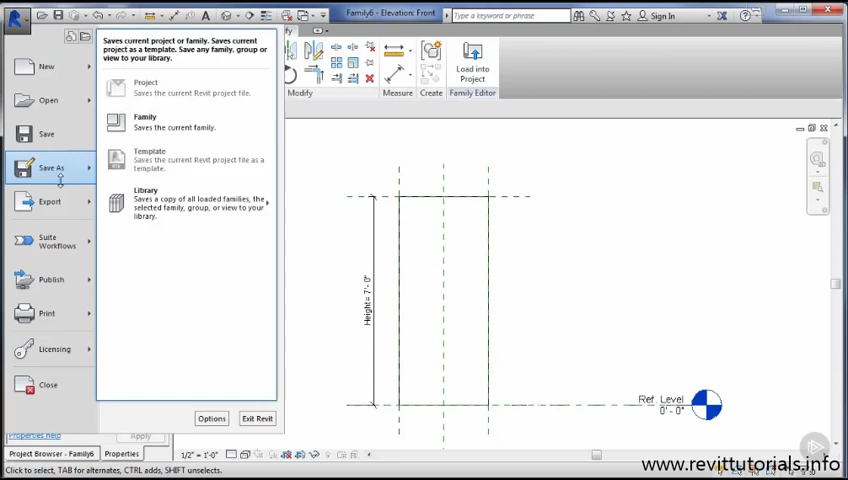 Family6 - Elevation: Front
Type a keyword or phrase
Sign In
Saves current project or family. Saves current
project as a template. Save any family, group or
view to your library.
New
Open
Save
Save As
Export
Suite
Workflows
Publish
Print
Licensing
Close
Project
Saves the current Revit project file.
Family
Saves the current family.
Template
Saves the current Revit project file as a
template.
Library
Saves a copy of all loaded families, the
selected family, group, or view to your
library.
Options
Exit Revit
Modify
Measure
Create
Load into
Project
Family Editor
Height = 7' - 0"
Ref. Level
0' - 0"
Properties help
Apply
Project Browser - Family6
Properties
1/2" = 1'-0"
Click to select, TAB for alternates, CTRL adds, SHIFT unselects.
www.revittutorials.info